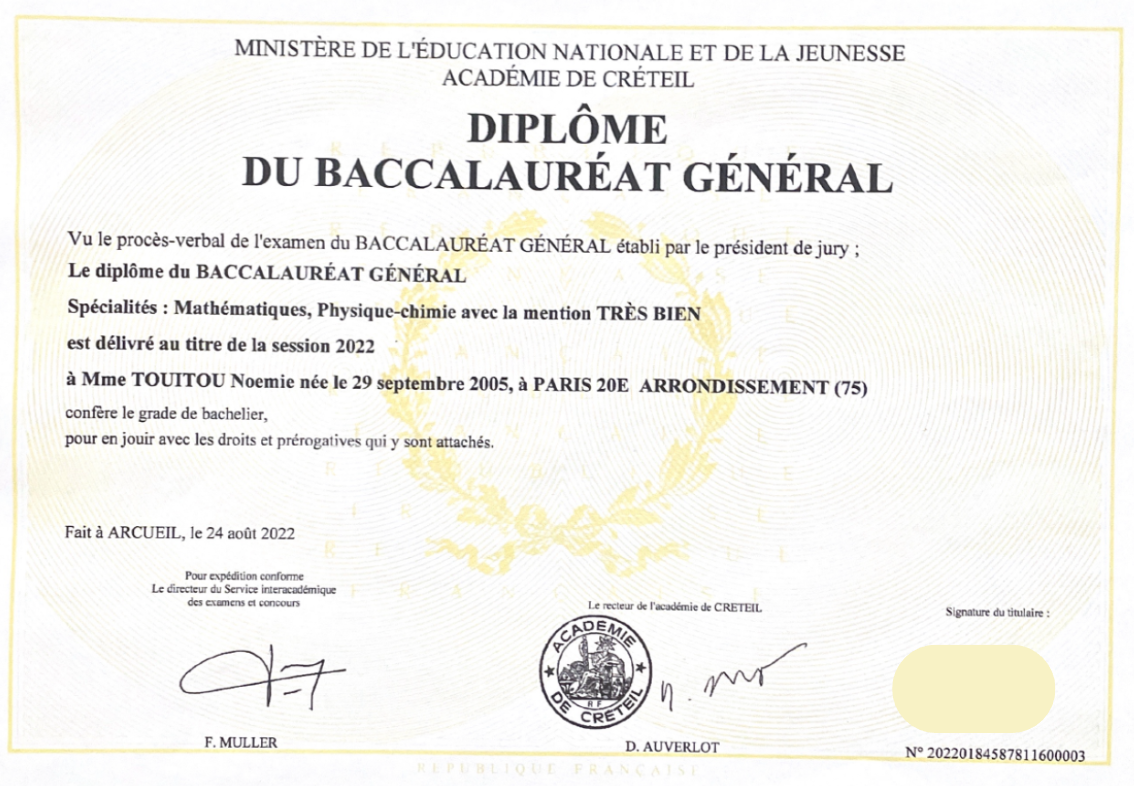 MINISTÈRE DE L'ÉDUCATION NATIONALE ET DE LA JEUNESSE
ACADÉMIE DE CRÉTEIL
DIPLÔME
DU BACCALAURÉAT GÉNÉRAL
Vu le procès-verbal de l'examen du BACCALAURÉAT GÉNÉRAL établi par le président de jury ;
Le diplôme du BACCALAURÉAT GÉNÉRAL
Spécialités : Mathématiques, Physique-chimie avec la mention TRÈS BIEN
est délivré au titre de la session 2022
à Mme TOUITOU Noemie née le 29 septembre 2005, à PARIS 20E ARRONDISSEMENT (75)
confère le grade de bachelier,
pour en jouir avec les droits et prérogatives qui y sont attachés.
Fait à ARCUEIL, le 24 août 2022
Pour expédition conforme
Le directeur du Service interacadémique
des examens et concours
Le recteur de l'académie de CRETEIL
Signature du titulaire :
ACADEMIE
RF
DE CRÉTEIL
F. MULLER
D. AUVERLOT
N° 20220184587811600003
REPUBLIQUE FRANÇAISE